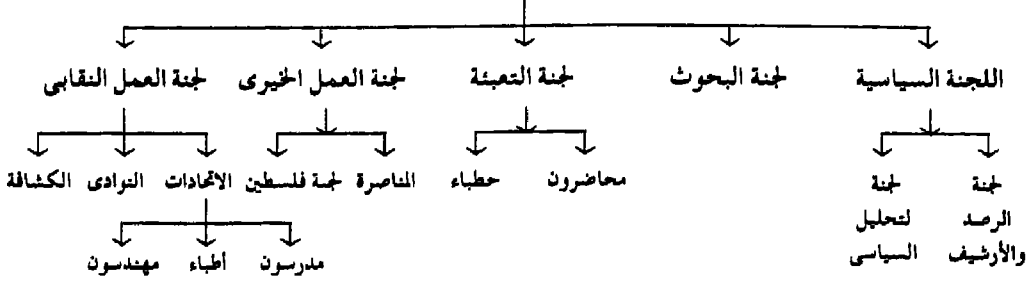 اللجنة السياسية
لجنة البحوث
لجنة التعبئة
لجنة العمل الخيرى
لجنة العمل النقابى
لجنة
الرصد
والأرشيف
لجنة
لتحليل
السياسى
محاضرون
خطباء
المناصرة
لجنة فلسطين
الاتحادات
النوادى
الكشافة
مدرسون
أطباء
مهندسون